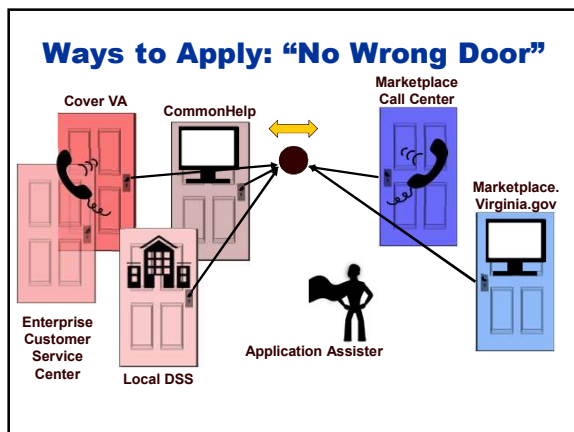 Ways to Apply: “No Wrong Door”
Cover VA
CommonHelp
Marketplace
Call Center
Marketplace.
Virginia.gov
Enterprise
Customer
Service
Center
Local DSS
Application Assister